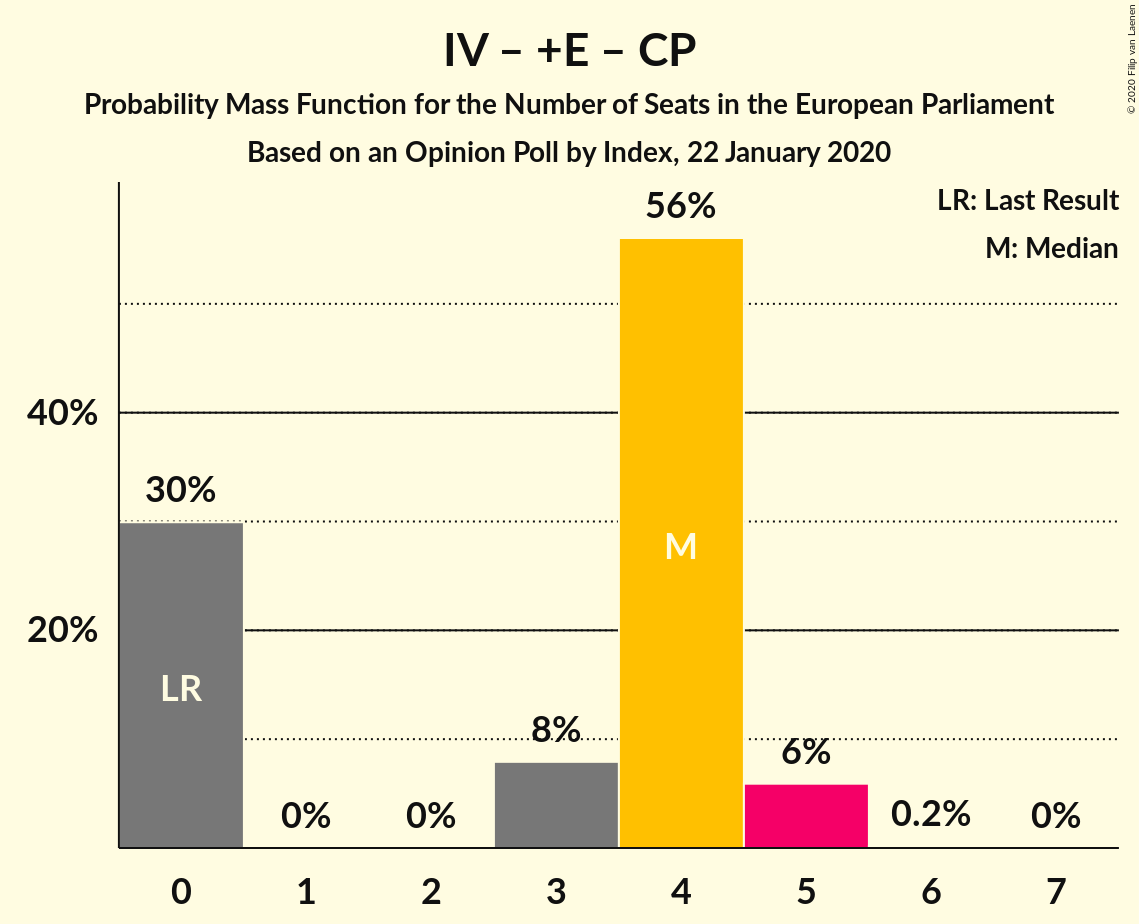 IV – +E – CP
Probability Mass Function for the Number of Seats in the European Parliament
Based on an Opinion Poll by Index, 22 January 2020
© 2020 Filip van Laenen
LR: Last Result
M: Median
56%
40%
30%
20%
LR
M
8%
6%
0%
0%
0.2%
0%
0 1 2 3 4 5 6 7